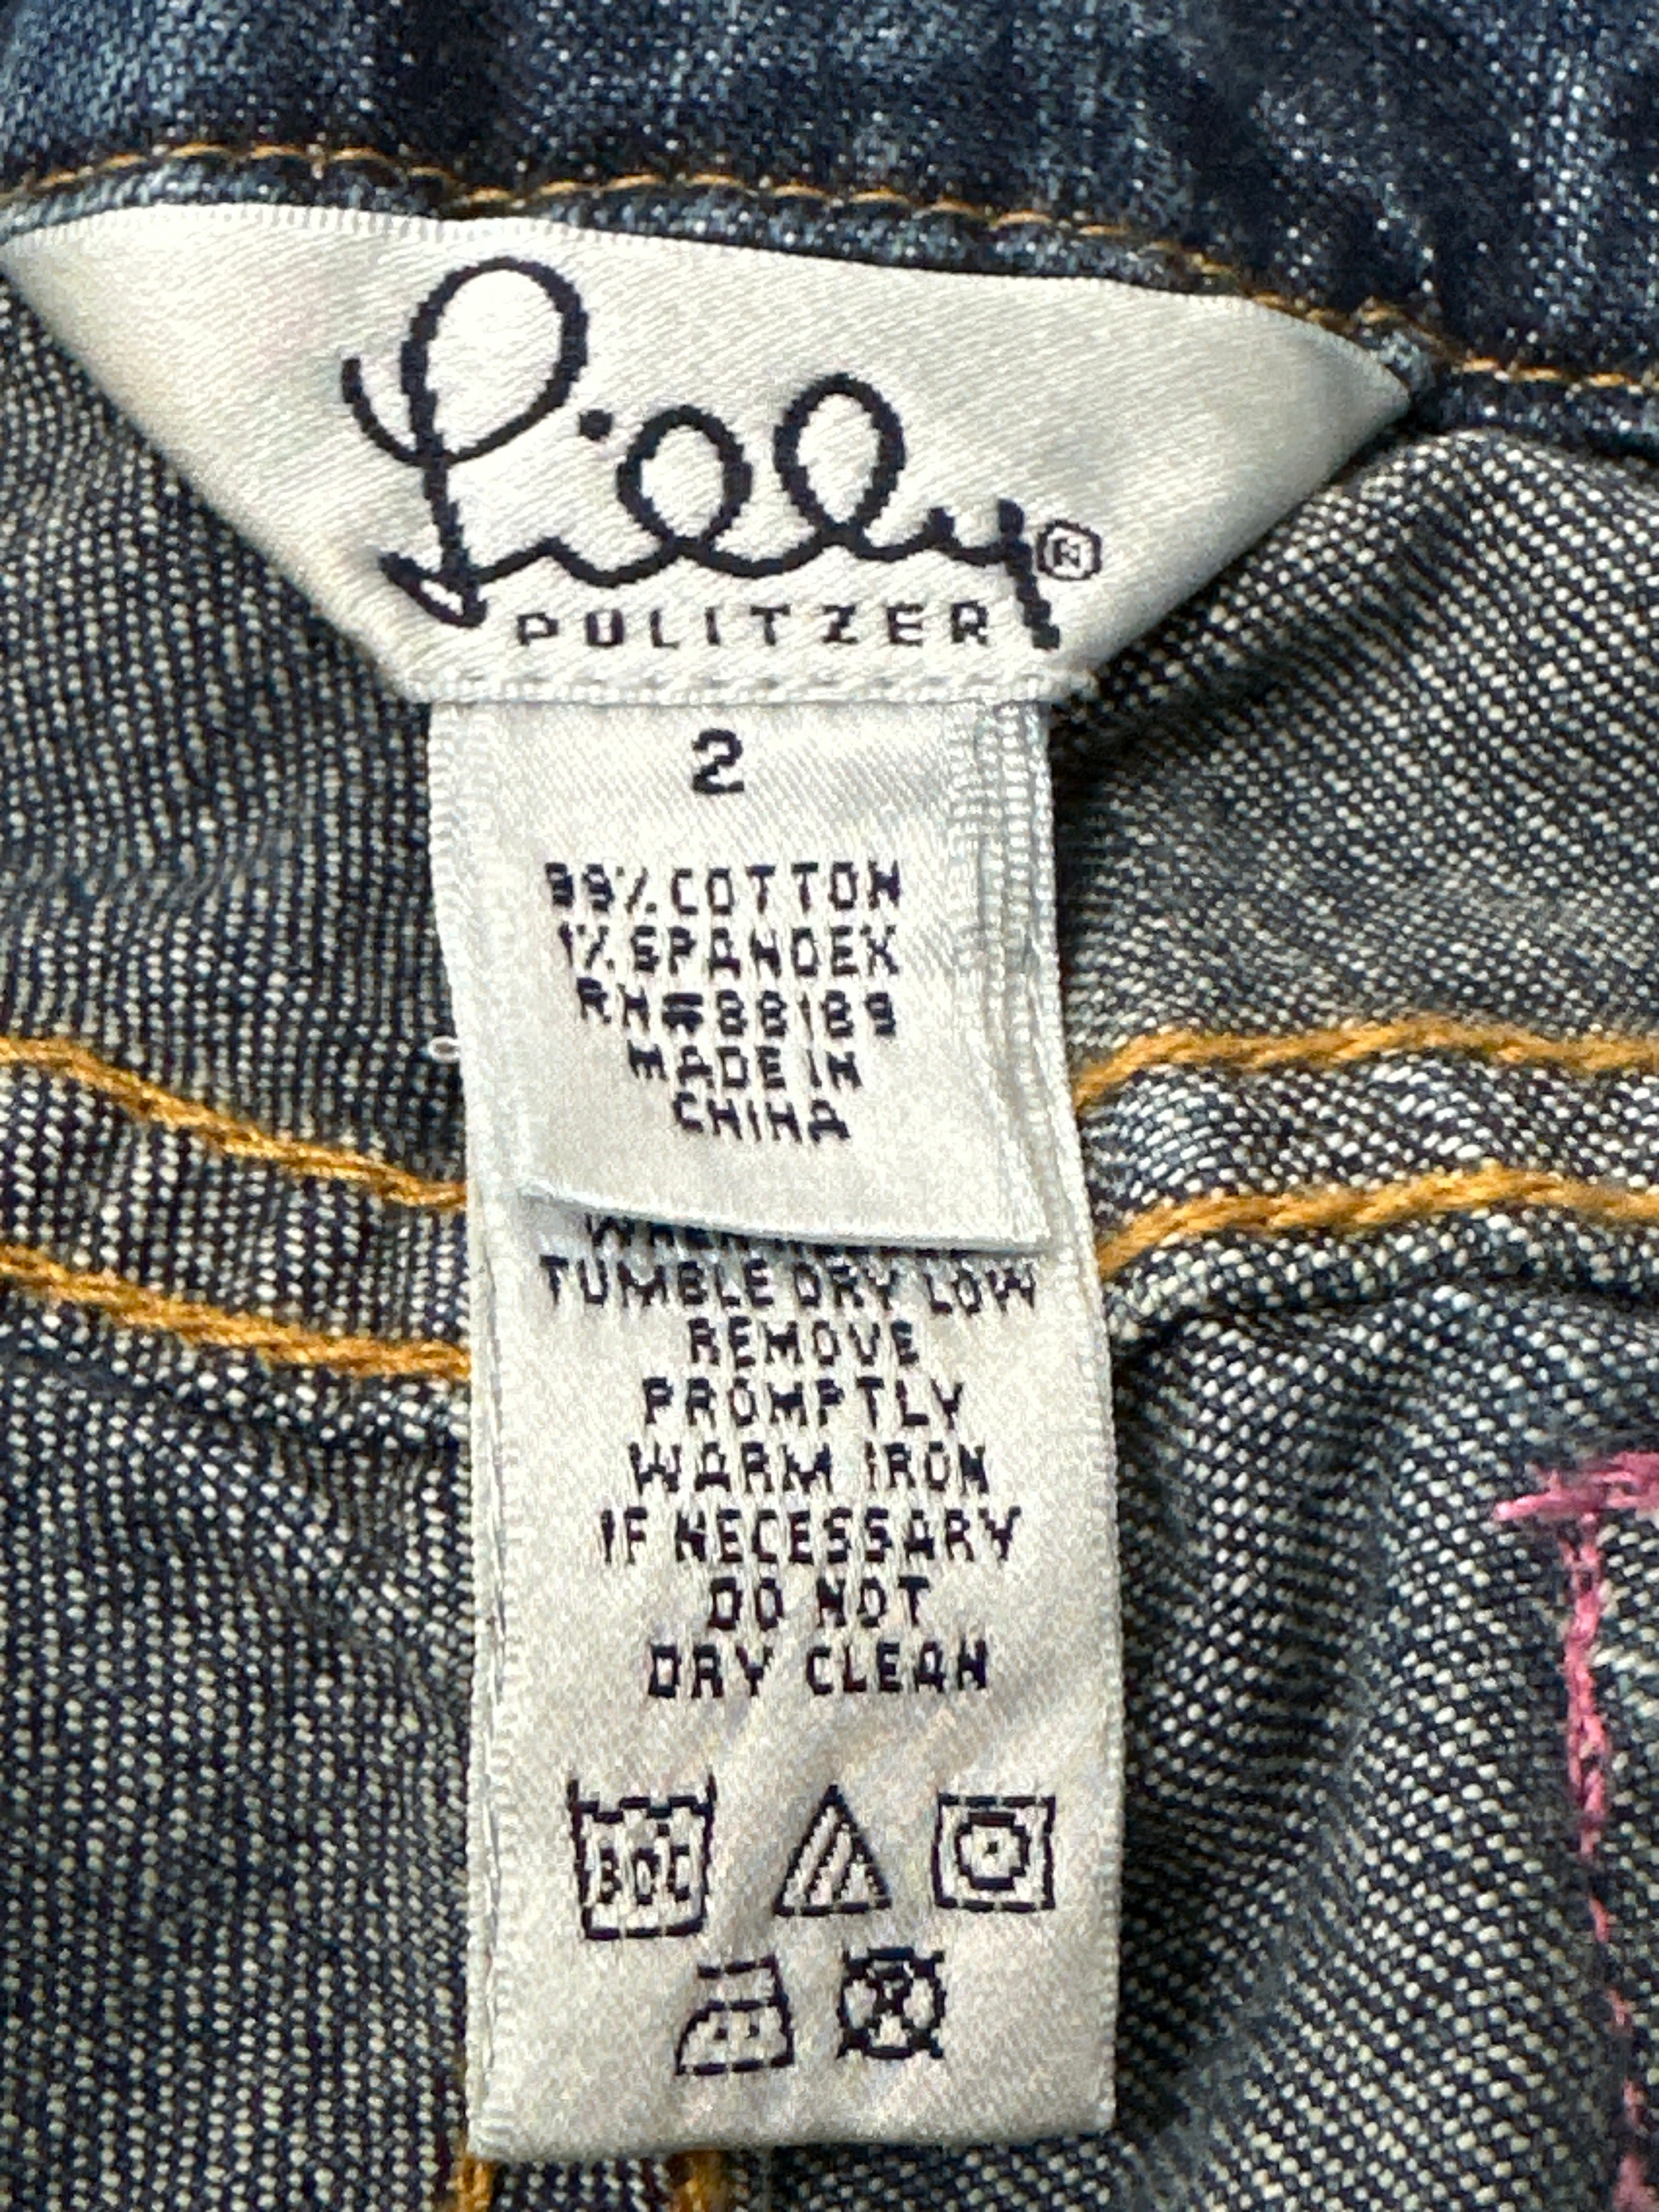 Lilly®
PULITZER
2
99% COTTON
1% SPANDEX
RN#88189
MADE IN
CHINA
TUMBLE DRY LOW
REMOVE
PROMPTLY
WARM IRON
IF NECESSARY
DO NOT
DRY CLEAN
30C
P